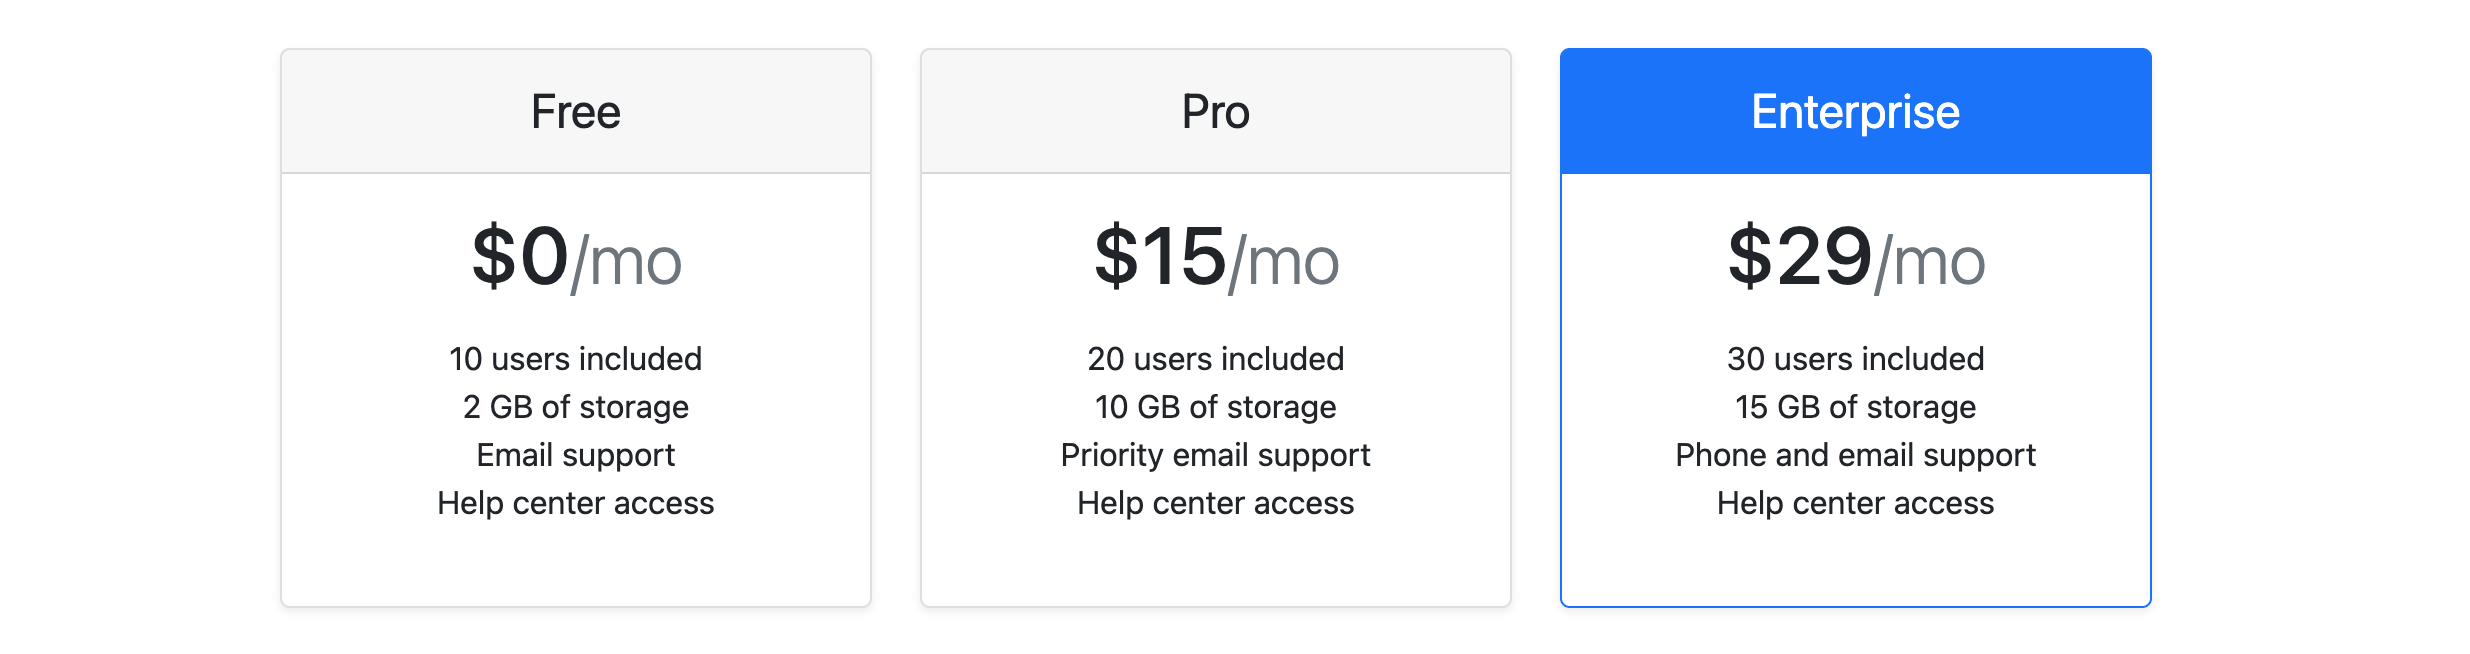 Free
$0/mo
10 users included
2 GB of storage
Email support
Help center access
Pro
$15/mo
20 users included
10 GB of storage
Priority email support
Help center access
Enterprise
$29/mo
30 users included
15 GB of storage
Phone and email support
Help center access